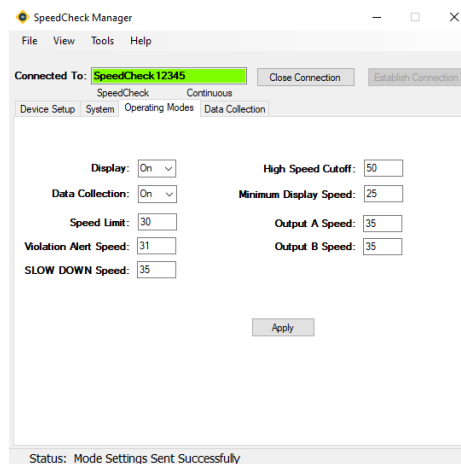 SpeedCheck Manager
File View Tools Help
Connected To: SpeedCheck12345 Close Connection Establish Connection
SpeedCheck Continuous
Device Setup System Operating Modes Data Collection
Display: On High Speed Cutoff: 50
Data Collection: On Minimum Display Speed: 25
Speed Limit: 30 Output A Speed: 35
Violation Alert Speed: 31 Output B Speed: 35
SLOW DOWN Speed: 35
Apply
Status: Mode Settings Sent Successfully